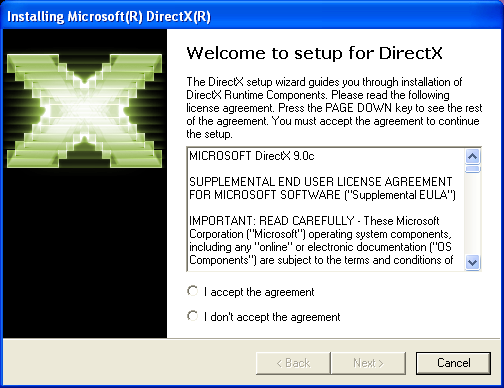 Installing Microsoft(R) DirectX(R)
Welcome to setup for DirectX
The DirectX setup wizard guides you through installation of
DirectX Runtime Components. Please read the following
license agreement. Press the PAGE DOWN key to see the rest
of the agreement. You must accept the agreement to continue
the setup.
MICROSOFT DirectX 9.0c
SUPPLEMENTAL END USER LICENSE AGREEMENT
FOR MICROSOFT SOFTWARE ("Supplemental EULA")
IMPORTANT: READ CAREFULLY - These Microsoft
Corporation ("Microsoft") operating system components,
including any "online" or electronic documentation ("OS
Components") are subject to the terms and conditions of
I accept the agreement
I don't accept the agreement
< Back
Next >
Cancel